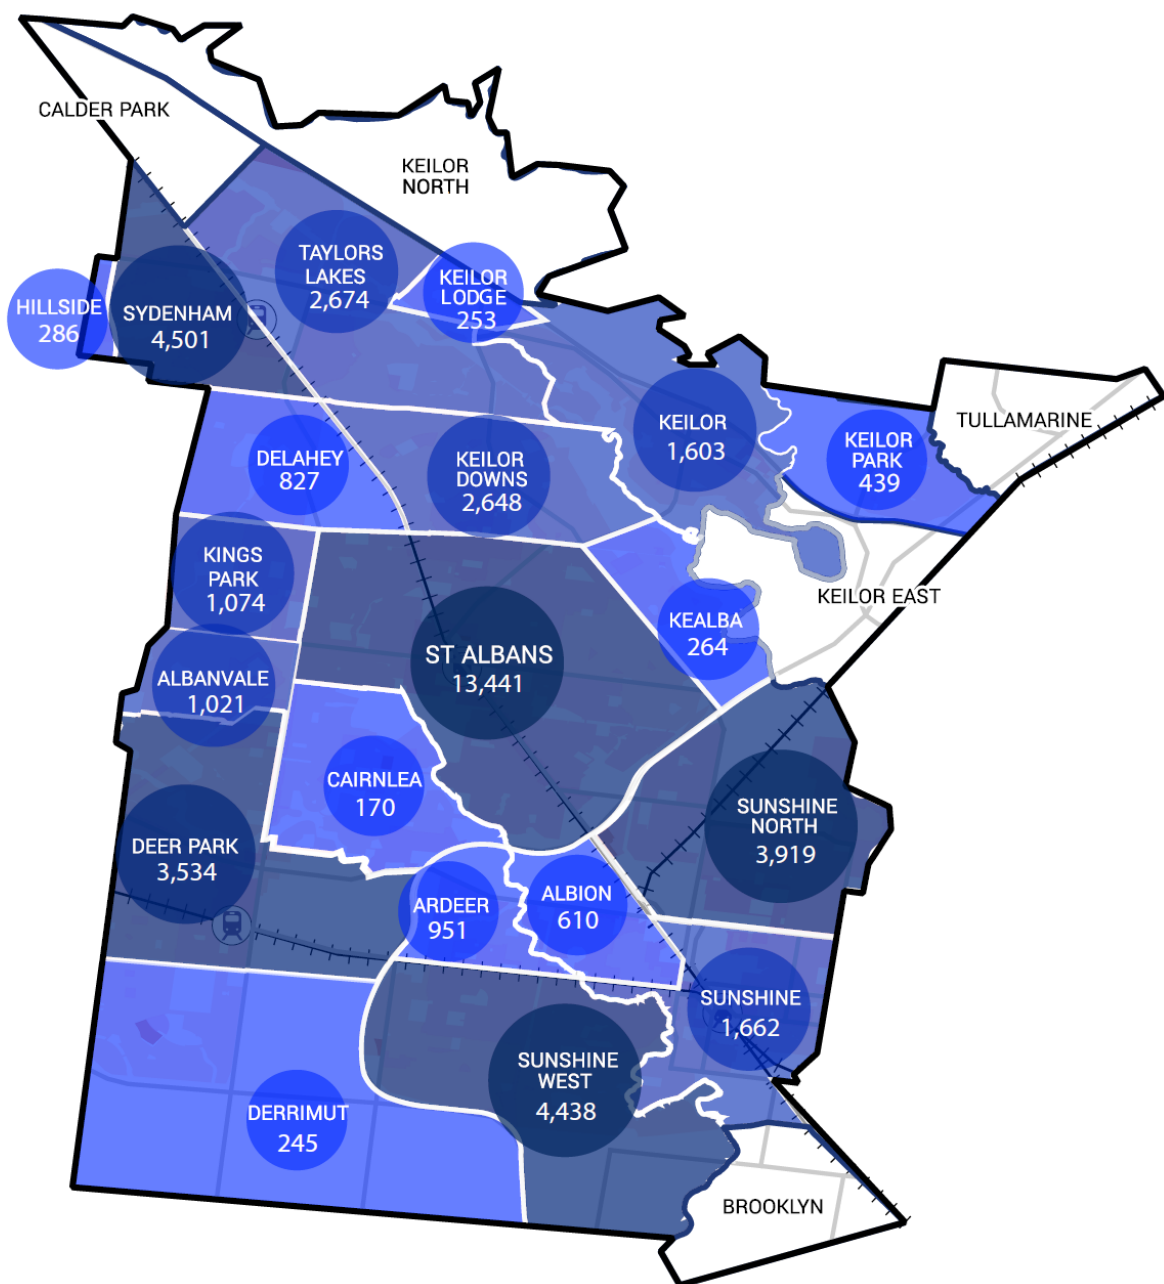 CALDER PARK
KEILOR
NORTH
TAYLORS
LAKES
2,674
KEILOR
LODGE
253
HILLSIDE
286
SYDENHAM
4,501
KEILOR
1,603
TULLAMARINE
KEILOR
PARK
439
DELAHEY
827
KEILOR
DOWNS
2,648
KINGS
PARK
1,074
KEILOR EAST
KEALBA
264
ST ALBANS
13,441
ALBANVALE
1,021
CAIRNLEA
170
SUNSHINE
NORTH
3,919
DEER PARK
3,534
ARDEER
951
ALBION
610
SUNSHINE
1,662
SUNSHINE
WEST
4,438
DERRIMUT
245
BROOKLYN